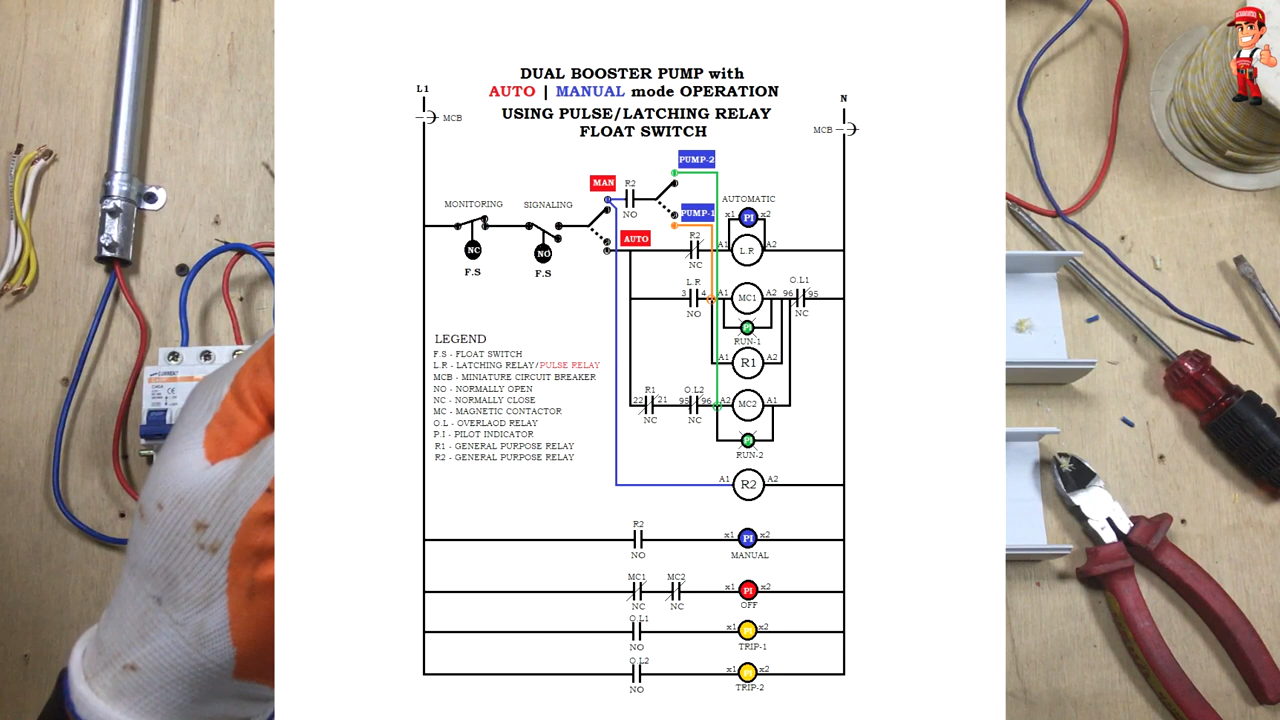 DUAL BOOSTER PUMP with
AUTO | MANUAL mode OPERATION
USING PULSE/LATCHING RELAY
FLOAT SWITCH
L1
MCB
N
MCB
PUMP-2
MAN
R2
NO
MONITORING
SIGNALING
NC
F.S
NO
F.S
AUTO
PUMP-1
AUTOMATIC
x1 PI x2
R2
NC
A1 L.R A2
L.R
3 4
NO
A1 MC1 A2
O.L1
96 95
NC
PI
RUN-1
A1 R1 A2
R1
22 21
NC
O.L2
95 96
NC
A2 MC2 A1
PI
RUN-2
A1 R2 A2
LEGEND
F.S - FLOAT SWITCH
L.R - LATCHING RELAY/PULSE RELAY
MCB - MINIATURE CIRCUIT BREAKER
NO - NORMALLY OPEN
NC - NORMALLY CLOSE
MC - MAGNETIC CONTACTOR
O.L - OVERLAOD RELAY
P.I - PILOT INDICATOR
R1 - GENERAL PURPOSE RELAY
R2 - GENERAL PURPOSE RELAY
R2
NO
x1 PI x2
MANUAL
MC1
NC
MC2
NC
x1 PI x2
OFF
O.L1
NO
x1 PI x2
TRIP-1
O.L2
NO
x1 PI x2
TRIP-2